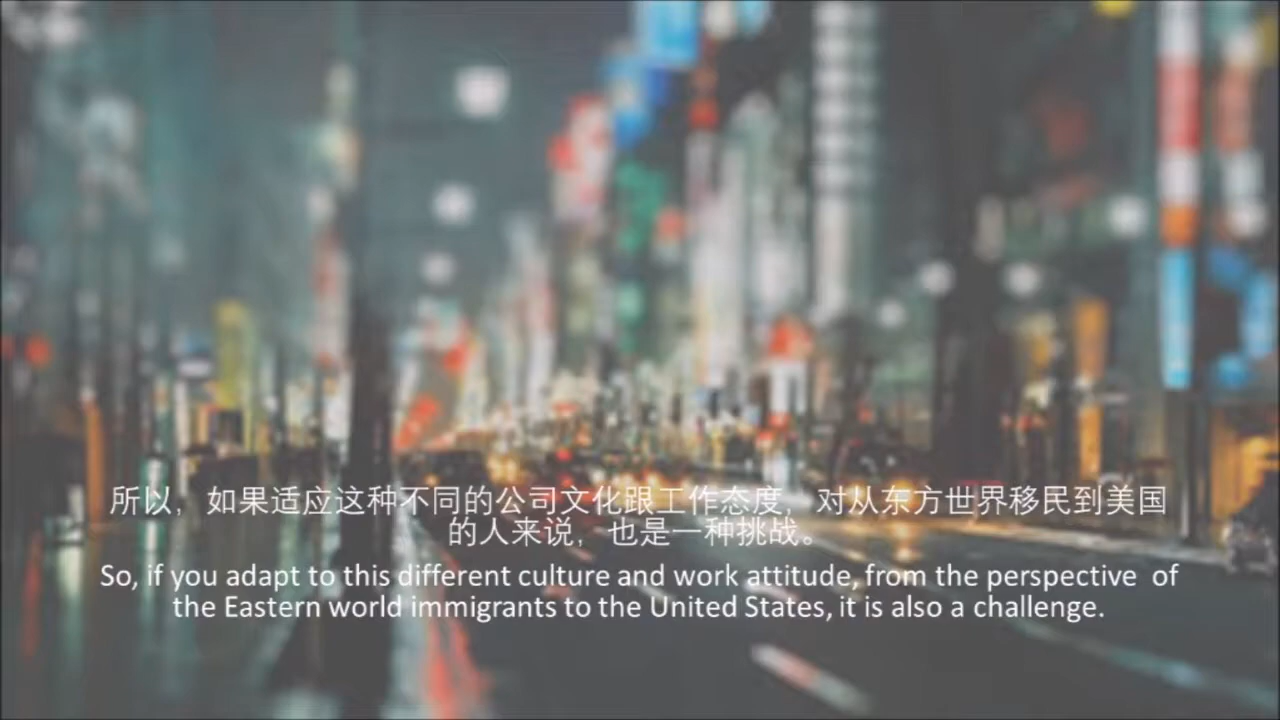 所以，如果适应这种不同的公司文化跟工作态度，对从东方世界移民到美国
的人来说，也是一种挑战。
So, if you adapt to this different culture and work attitude, from the perspective of
the Eastern world immigrants to the United States, it is also a challenge.